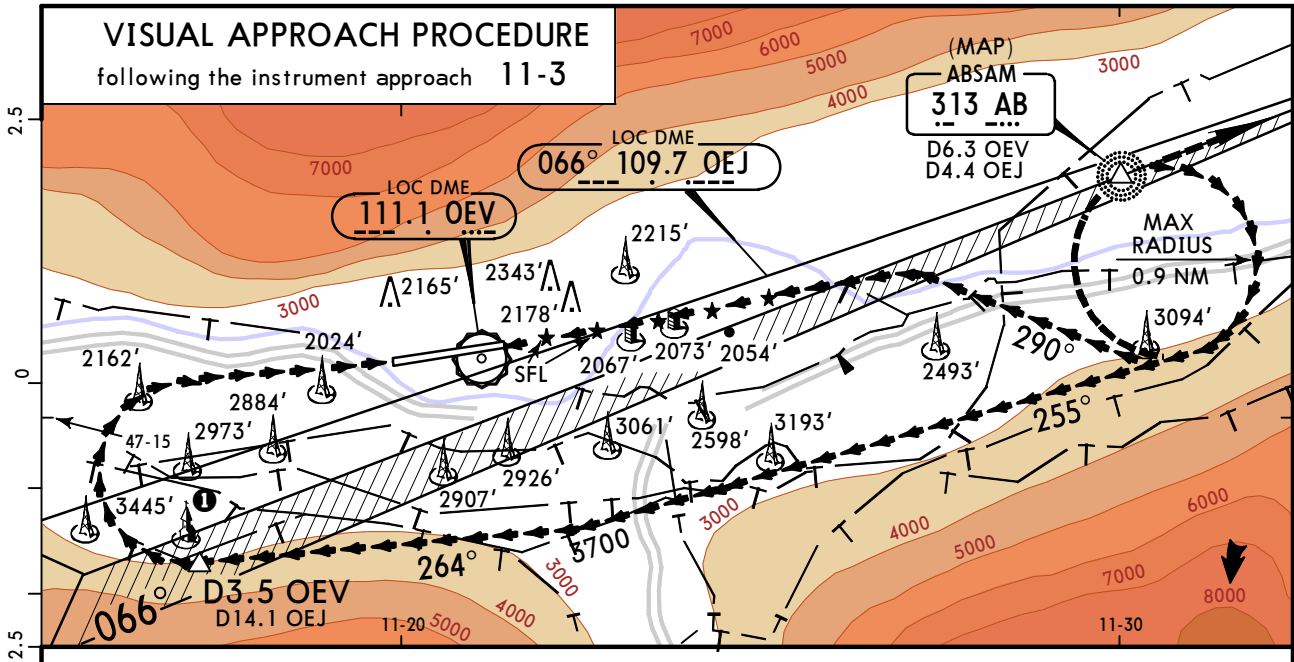 VISUAL APPROACH PROCEDURE
following the instrument approach 11-3
7000
6000
5000
4000
3000
(MAP)
ABSAM
313 AB
D6.3 OEV
D4.4 OEJ
2.5
7000
LOC DME
066° 109.7 OEJ
LOC DME
111.1 OEV
2215'
MAX
RADIUS
0.9 NM
2165'
2343'
2178'
3000
2024'
2162'
SFL
2067'
2073'
2054'
290°
2493'
3094'
0
2884'
47-15
2973'
3061'
2598'
3193'
255°
2926'
2907'
3445'
1
3000
3700
264°
4000
5000
6000
7000
8000
3000
4000
5000
066°
D3.5 OEV
D14.1 OEJ
11-20
11-30
2.5